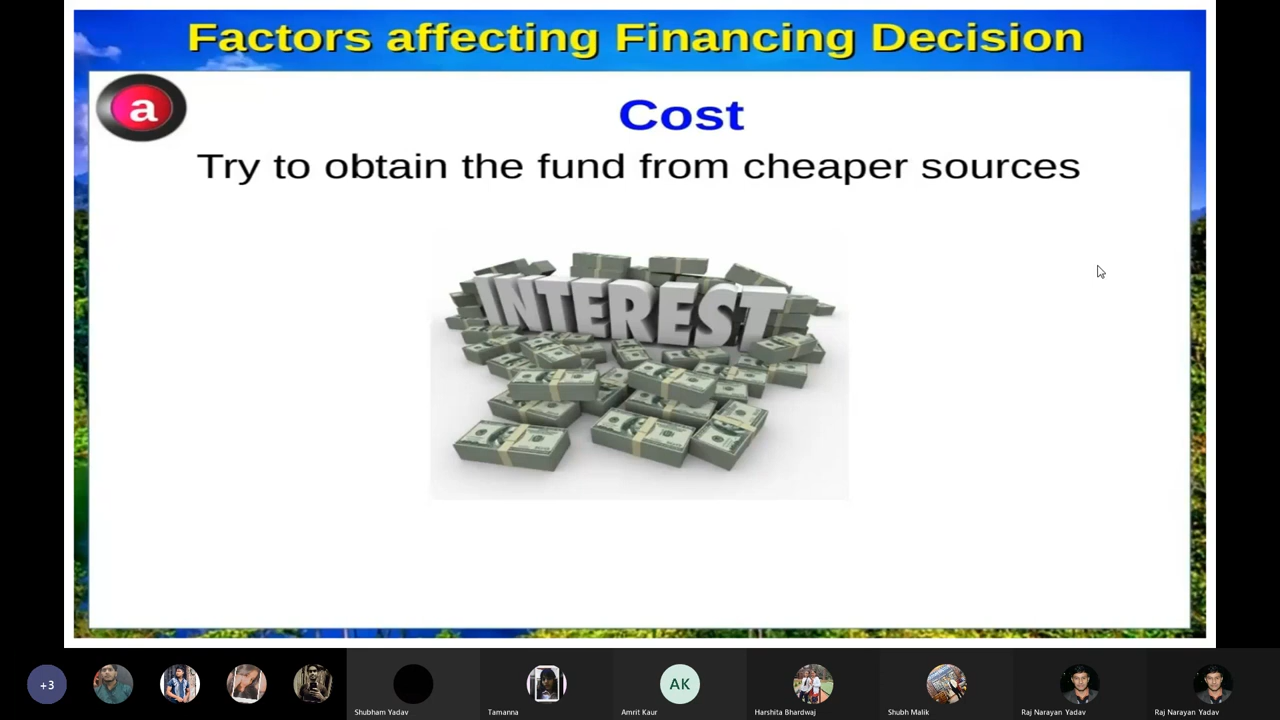 Factors affecting Financing Decision
a
Cost
Try to obtain the fund from cheaper sources
INTEREST
+3
AK
Shubham Yadav
Tamanna
Amrit Kaur
Harshita Bhardwaj
Shubh Malik
Raj Narayan Yadav
Raj Narayan Yadav